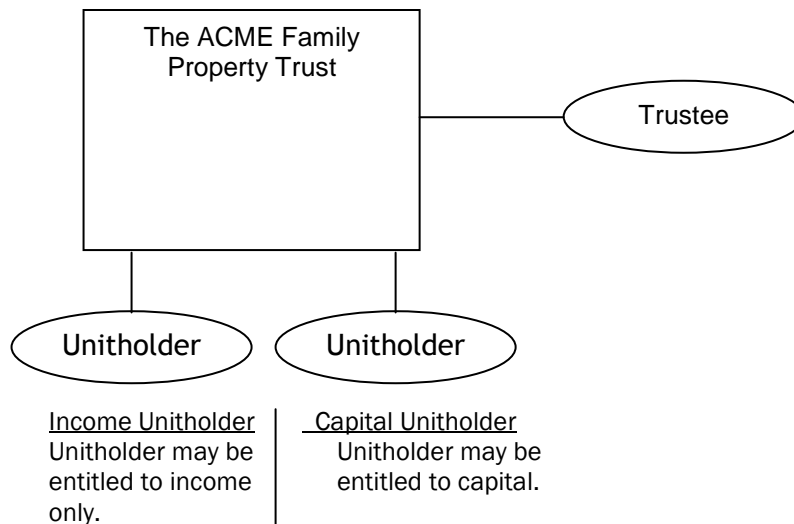 The ACME Family
Property Trust
Trustee
Unitholder
Unitholder
Income Unitholder
Unitholder may be
entitled to income
only.
Capital Unitholder
Unitholder may be
entitled to capital.